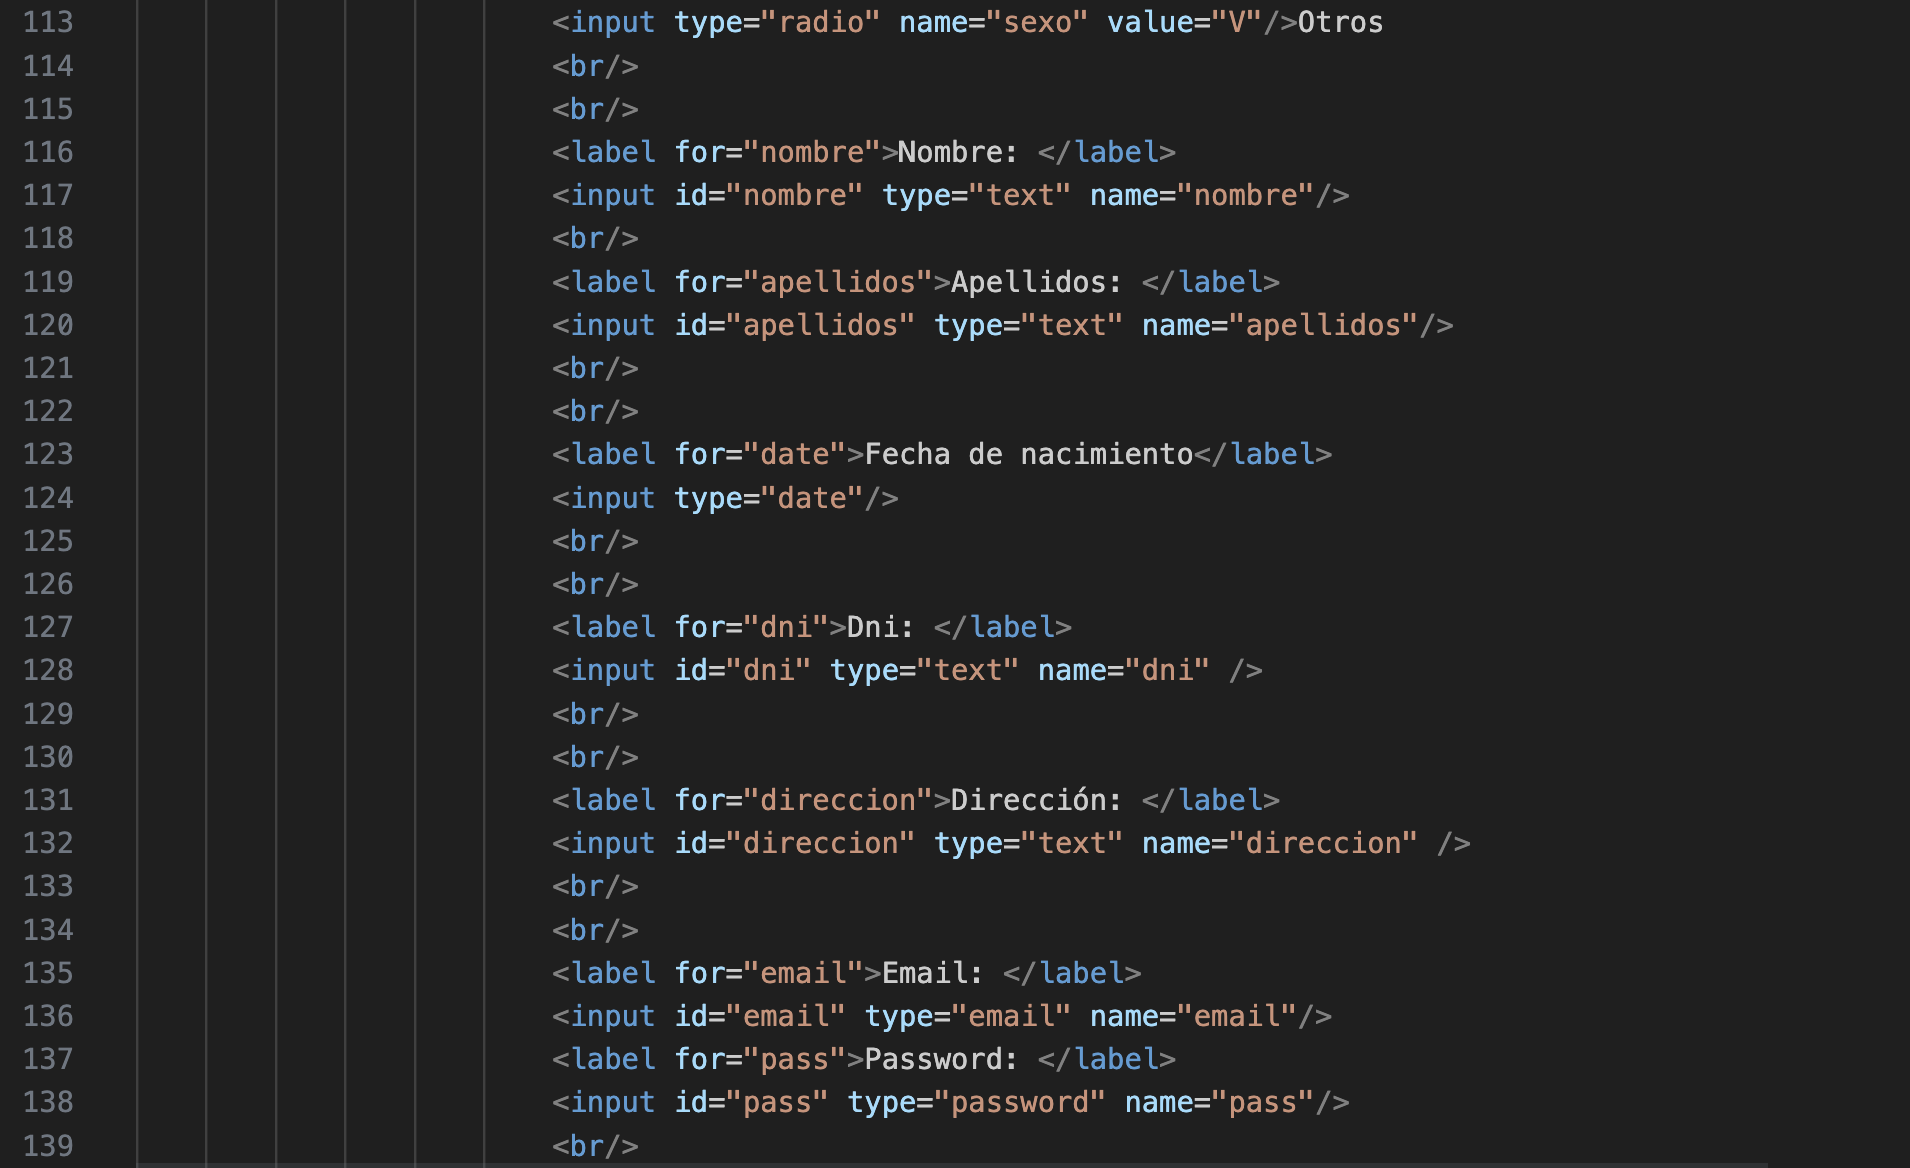 113 <input type="radio" name="sexo" value="V"/>Otros
114 <br/>
115 <br/>
116 <label for="nombre">Nombre: </label>
117 <input id="nombre" type="text" name="nombre"/>
118 <br/>
119 <label for="apellidos">Apellidos: </label>
120 <input id="apellidos" type="text" name="apellidos"/>
121 <br/>
122 <br/>
123 <label for="date">Fecha de nacimiento</label>
124 <input type="date"/>
125 <br/>
126 <br/>
127 <label for="dni">Dni: </label>
128 <input id="dni" type="text" name="dni" />
129 <br/>
130 <br/>
131 <label for="direccion">Dirección: </label>
132 <input id="direccion" type="text" name="direccion" />
133 <br/>
134 <br/>
135 <label for="email">Email: </label>
136 <input id="email" type="email" name="email"/>
137 <label for="pass">Password: </label>
138 <input id="pass" type="password" name="pass"/>
139 <br/>